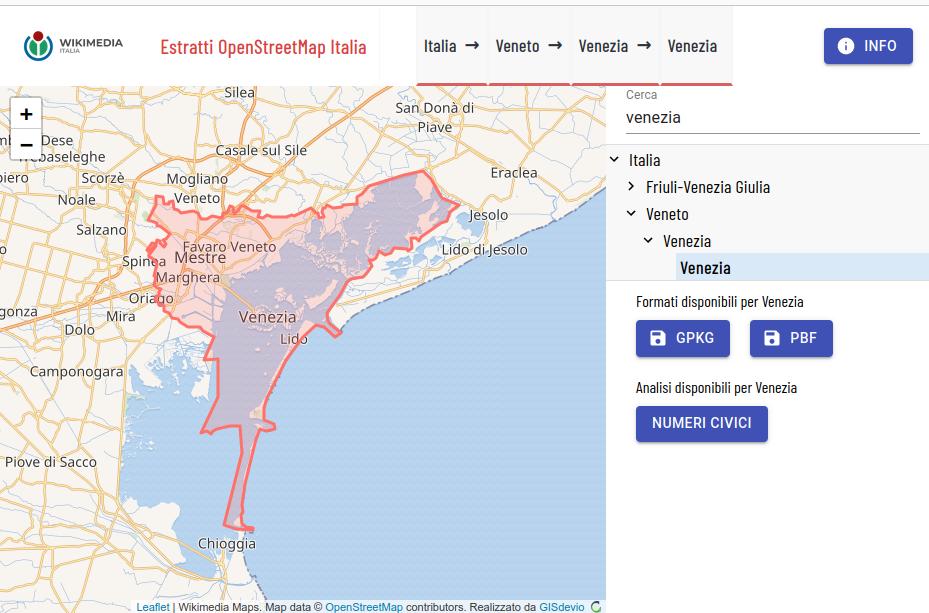 WIKIMEDIA
ITALIA
Estratti OpenStreetMap Italia
Italia → Veneto → Venezia → Venezia
INFO
+
−
Silea
San Donà di
Piave
Dese
Casale sul Sile
Scorzè
Mogliano
Veneto
Eraclea
Noale
Jesolo
Salzano
Favaro Veneto
Lido di Jesolo
Spinea
Mestre
Marghera
Oriago
Mira
Venezia
Dolo
Lido
Camponogara
Piove di Sacco
Chioggia
Leaflet | Wikimedia Maps. Map data © OpenStreetMap contributors. Realizzato da GISdevio
Cerca
venezia
Italia
Friuli-Venezia Giulia
Veneto
Venezia
Venezia
Formati disponibili per Venezia
GPKG PBF
Analisi disponibili per Venezia
NUMERI CIVICI